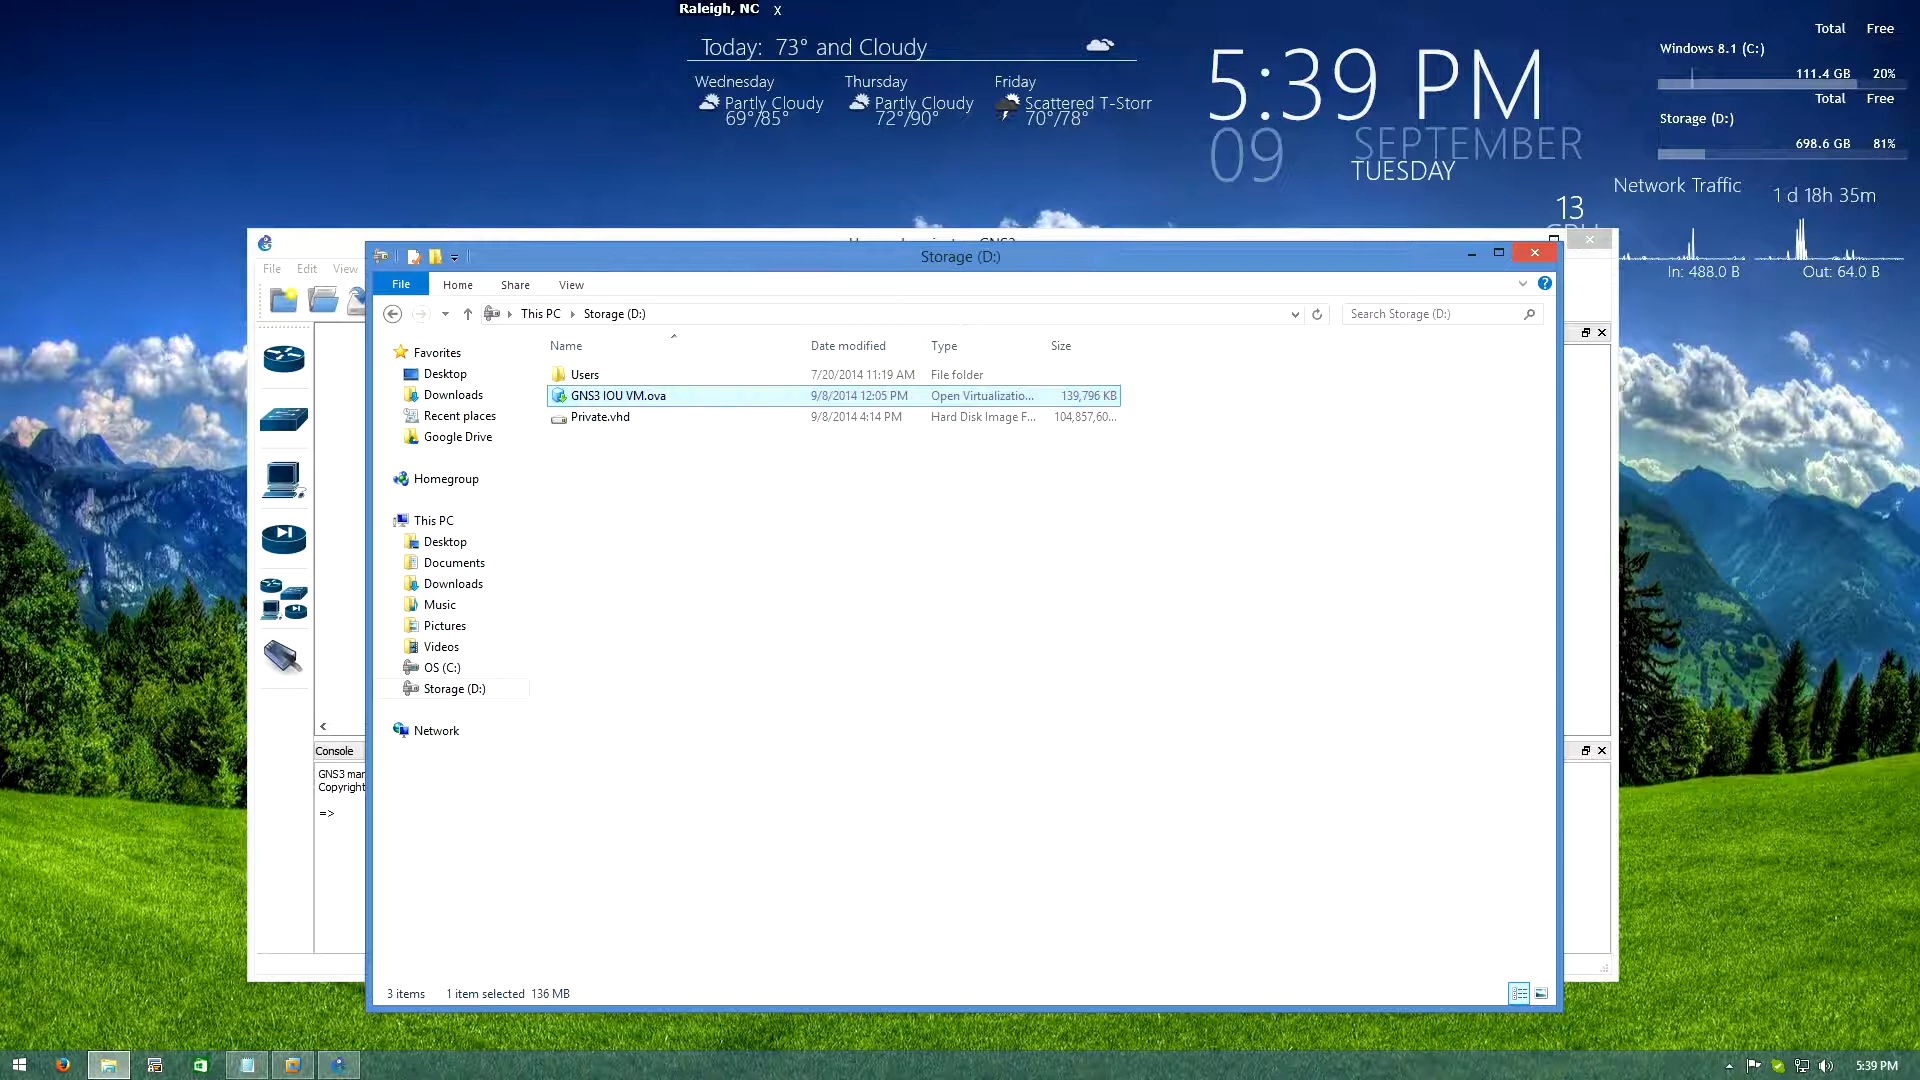 Raleigh, NC x
Today: 73° and Cloudy
Wednesday
Partly Cloudy
69°/85°
Thursday
Partly Cloudy
72°/90°
Friday
Scattered T-Storr
70°/78°
5:39 PM
09
SEPTEMBER
TUESDAY
Total Free
Windows 8.1 (C:)
111.4 GB 20%
Total Free
Storage (D:)
698.6 GB 81%
Network Traffic
1 d 18h 35m
13
In: 488.0 B
Out: 64.0 B
File Edit View
Storage (D:)
File Home Share View
This PC Storage (D:)
Search Storage (D:)
Name Date modified Type Size
Users 7/20/2014 11:19 AM File folder
GNS3 IOU VM.ova 9/8/2014 12:05 PM Open Virtualizatio... 139,796 KB
Private.vhd 9/8/2014 4:14 PM Hard Disk Image F... 104,857,60...
Favorites
Desktop
Downloads
Recent places
Google Drive
Homegroup
This PC
Desktop
Documents
Downloads
Music
Pictures
Videos
OS (C:)
Storage (D:)
Network
Console
GNS3 mar
Copyright
=>
3 items 1 item selected 136 MB
5:39 PM